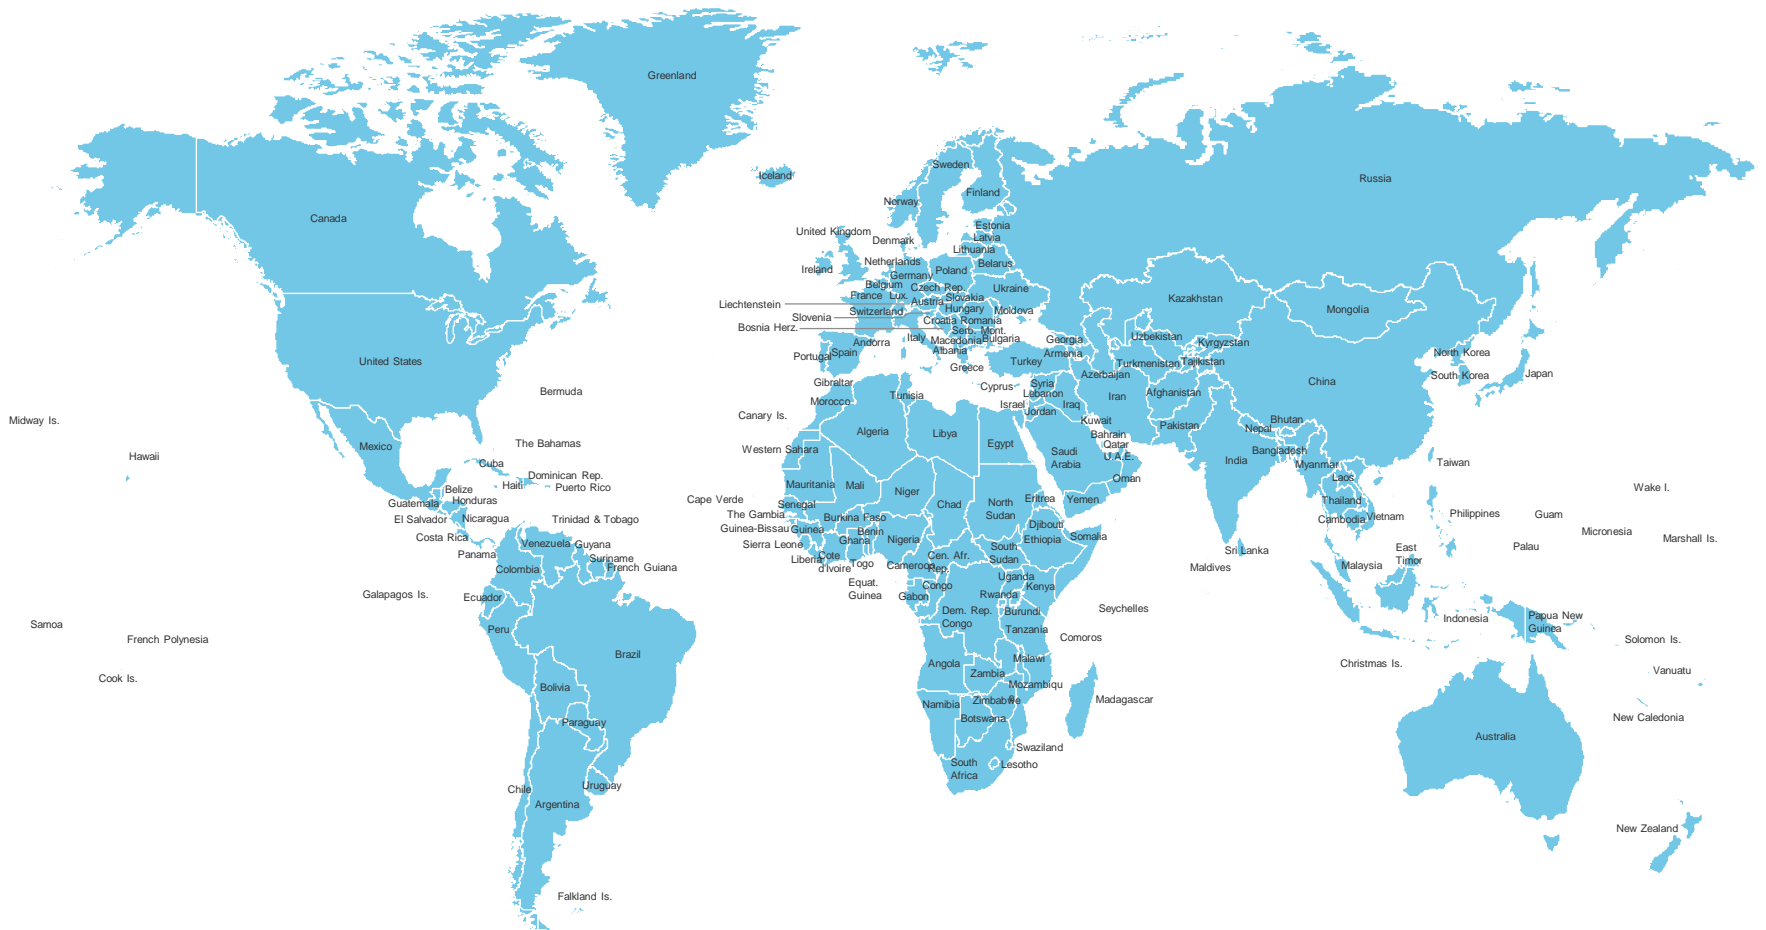 Greenland
Iceland
Sweden
Finland
Norway
Russia
Canada
United Kingdom
Denmark
Estonia
Latvia
Lithuania
Ireland
Netherlands
Germany
Poland
Belarus
Belgium
Czech Rep.
Ukraine
France
Lux.
Austria
Slovakia
Liechtenstein
Switzerland
Hungary
Moldova
Slovenia
Croatia
Romania
Bosnia Herz.
Serb. Mont.
Italy
Macedonia
Bulgaria
Andorra
Albania
Portugal
Spain
Greece
Kazakhstan
Mongolia
Georgia
Uzbekistan
Kyrgyzstan
Armenia
Turkey
Turkmenistan
Tajikistan
Azerbaijan
North Korea
South Korea
Japan
China
United States
Bermuda
Gibraltar
Morocco
Tunisia
Cyprus
Syria
Lebanon
Israel
Jordan
Iraq
Iran
Afghanistan
Kuwait
Pakistan
Bahrain
Qatar
U.A.E.
Nepal
Bhutan
Bangladesh
Midway Is.
Hawaii
Mexico
The Bahamas
Canary Is.
Western Sahara
Algeria
Libya
Egypt
Saudi
Arabia
Oman
India
Myanmar
Laos
Taiwan
Cuba
Haiti
Dominican Rep.
Puerto Rico
Belize
Guatemala
Honduras
El Salvador
Nicaragua
Costa Rica
Panama
Trinidad & Tobago
Cape Verde
Mauritania
Mali
Niger
Chad
North
Sudan
Eritrea
Yemen
Senegal
The Gambia
Guinea-Bissau
Guinea
Burkina Faso
Benin
Ghana
Nigeria
Sierra Leone
Liberia
Cote
d'Ivoire
Togo
Cameroon
Cen. Afr.
Rep.
South
Sudan
Djibouti
Ethiopia
Somalia
Thailand
Cambodia
Vietnam
Philippines
Wake I.
Guam
Micronesia
Marshall Is.
Palau
Sri Lanka
Maldives
Malaysia
East
Timor
Venezuela
Guyana
Suriname
French Guiana
Colombia
Galapagos Is.
Ecuador
Peru
Brazil
Equat.
Guinea
Gabon
Congo
Dem. Rep.
Congo
Uganda
Kenya
Rwanda
Burundi
Tanzania
Seychelles
Comoros
Indonesia
Papua New
Guinea
Solomon Is.
Christmas Is.
Vanuatu
New Caledonia
Samoa
French Polynesia
Cook Is.
Bolivia
Paraguay
Angola
Zambia
Malawi
Mozambiqu
e
Zimbabwe
Namibia
Botswana
Madagascar
Swaziland
Lesotho
South
Africa
Australia
New Zealand
Chile
Argentina
Uruguay
Falkland Is.